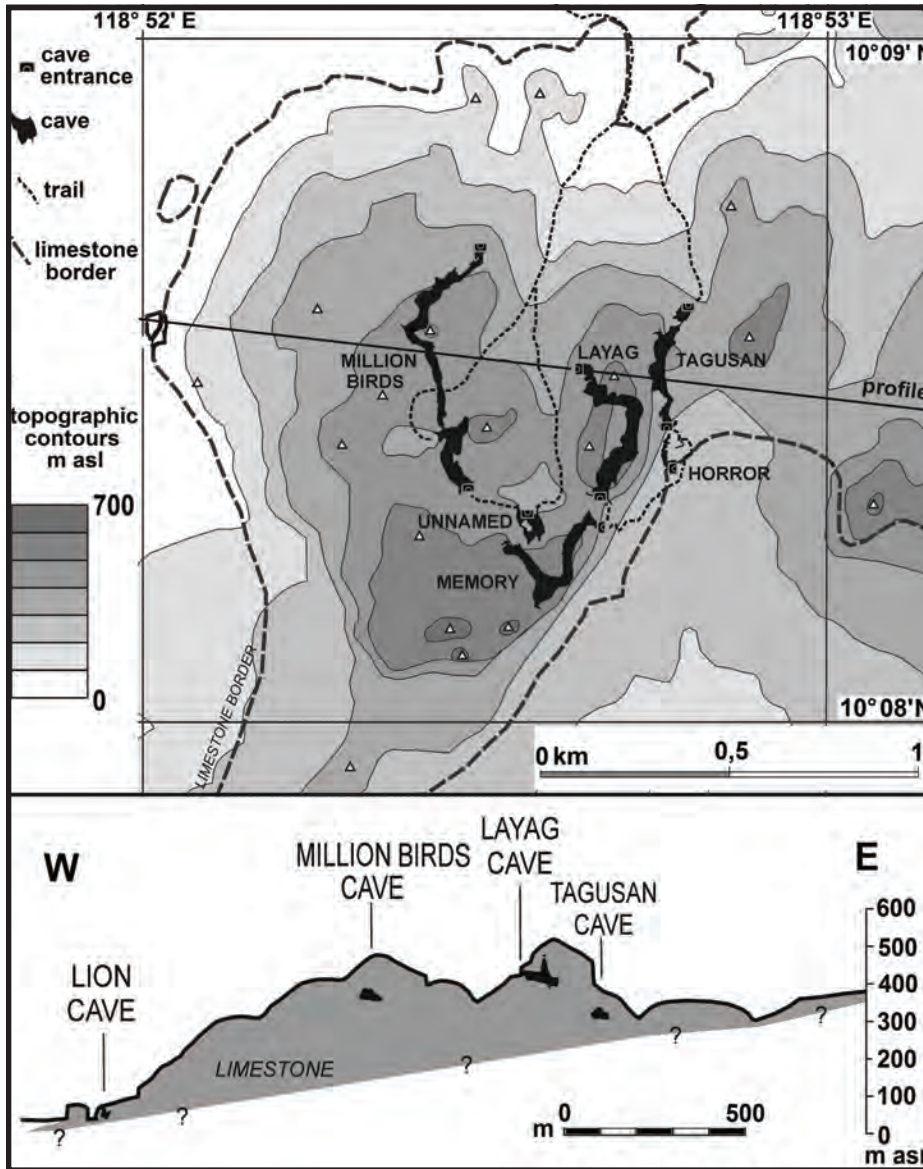 118° 52' E
118° 53'
10° 09' N
cave
entrance
cave
trail
limestone
border
topographic
contours
m asl
700
0
MILLION
BIRDS
LAYAG
TAGUSAN
profile
HORROR
UNNAMED
MEMORY
LIMESTONE BORDER
10° 08' N
0 km
0,5
1
W
E
LION
CAVE
MILLION BIRDS
CAVE
LAYAG
CAVE
TAGUSAN
CAVE
LIMESTONE
?
?
?
?
?
600
500
400
300
200
100
0
m asl
m 0 500